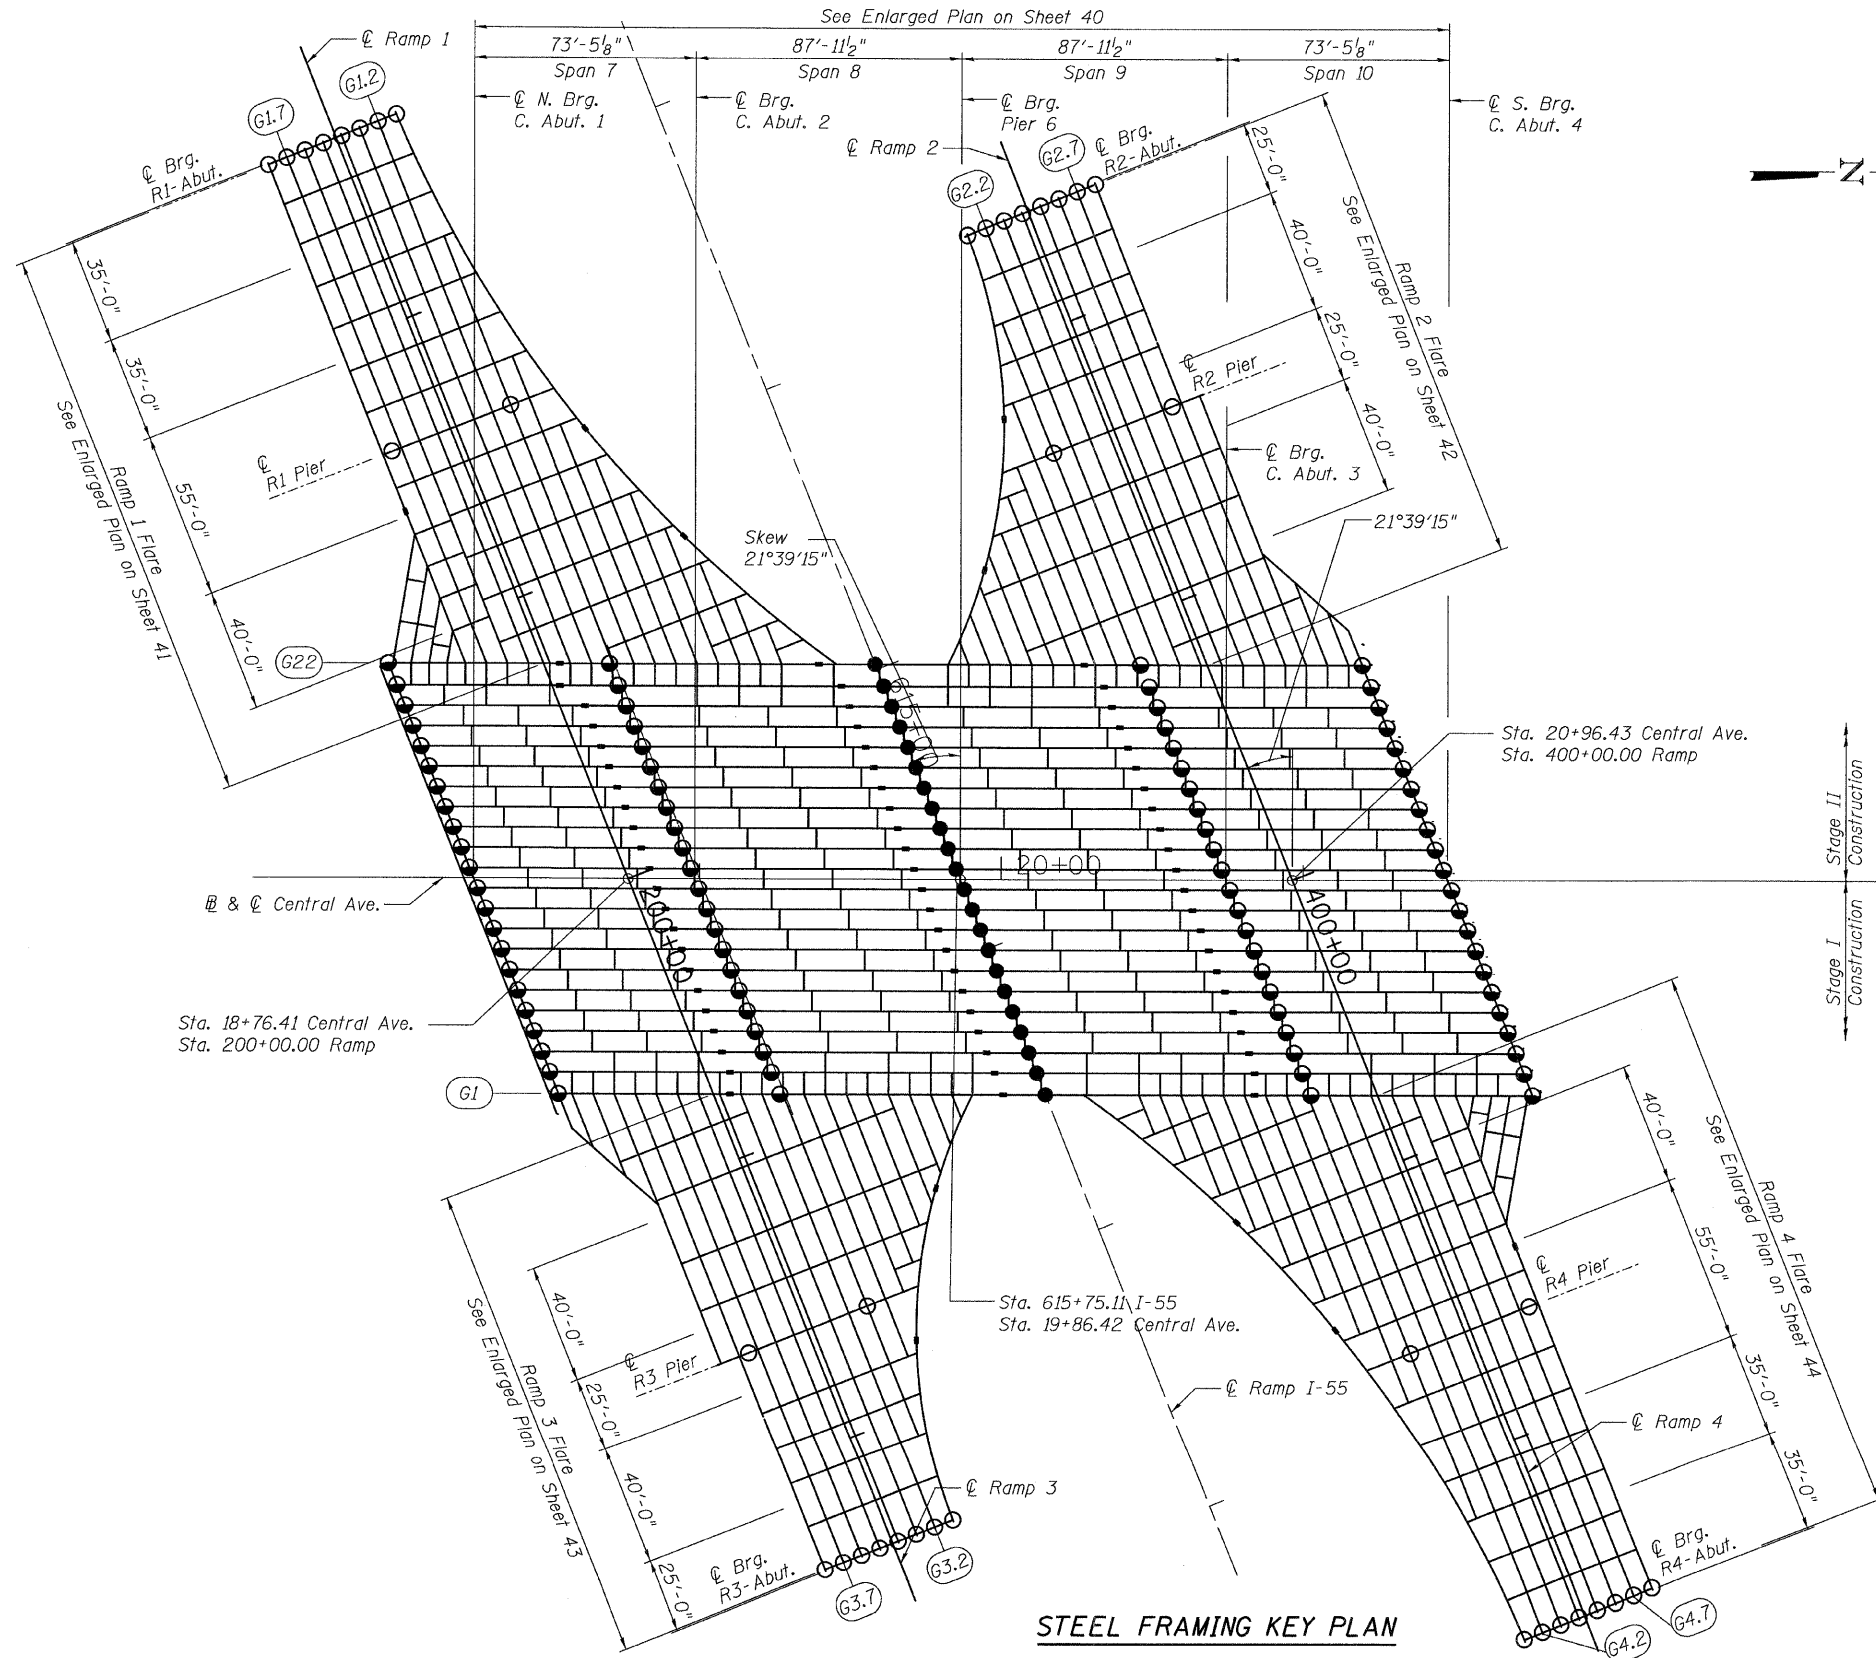 See Enlarged Plan on Sheet 40
73'-5⅛"
87'-11½"
87'-11½"
73'-5⅛"
Span 7
Span 8
Span 9
Span 10
℄ Ramp 1
G1.2
G1.7
℄ N. Brg.
C. Abut. 1
℄ Brg.
C. Abut. 2
℄ Brg.
Pier 6
℄ S. Brg.
C. Abut. 4
℄ Ramp 2
G2.7
G2.2
℄ Brg.
R2-Abut.
℄ Brg.
R1-Abut.
N
25'-0"
40'-0"
25'-0"
40'-0"
Ramp 2 Flare
See Enlarged Plan on Sheet 42
℄
R2 Pier
℄ Brg.
C. Abut. 3
35'-0"
35'-0"
55'-0"
40'-0"
Ramp 1 Flare
See Enlarged Plan on Sheet 41
℄
R1 Pier
Skew
21°39'15"
21°39'15"
G22
615+00
Sta. 20+96.43 Central Ave.
Sta. 400+00.00 Ramp
Stage II
Construction
Stage I
Construction
20+00
200+00
400+00
B & ℄ Central Ave.
Sta. 18+76.41 Central Ave.
Sta. 200+00.00 Ramp
G1
40'-0"
55'-0"
35'-0"
35'-0"
Ramp 4 Flare
See Enlarged Plan on Sheet 44
℄
R4 Pier
Sta. 615+75.11 I-55
Sta. 19+86.42 Central Ave.
℄ Ramp I-55
℄ Ramp 4
40'-0"
25'-0"
40'-0"
25'-0"
℄
R3 Pier
Ramp 3 Flare
See Enlarged Plan on Sheet 43
℄ Ramp 3
℄ Brg.
R3-Abut.
G3.7
G3.2
℄ Brg.
R4-Abut.
G4.2
G4.7
STEEL FRAMING KEY PLAN